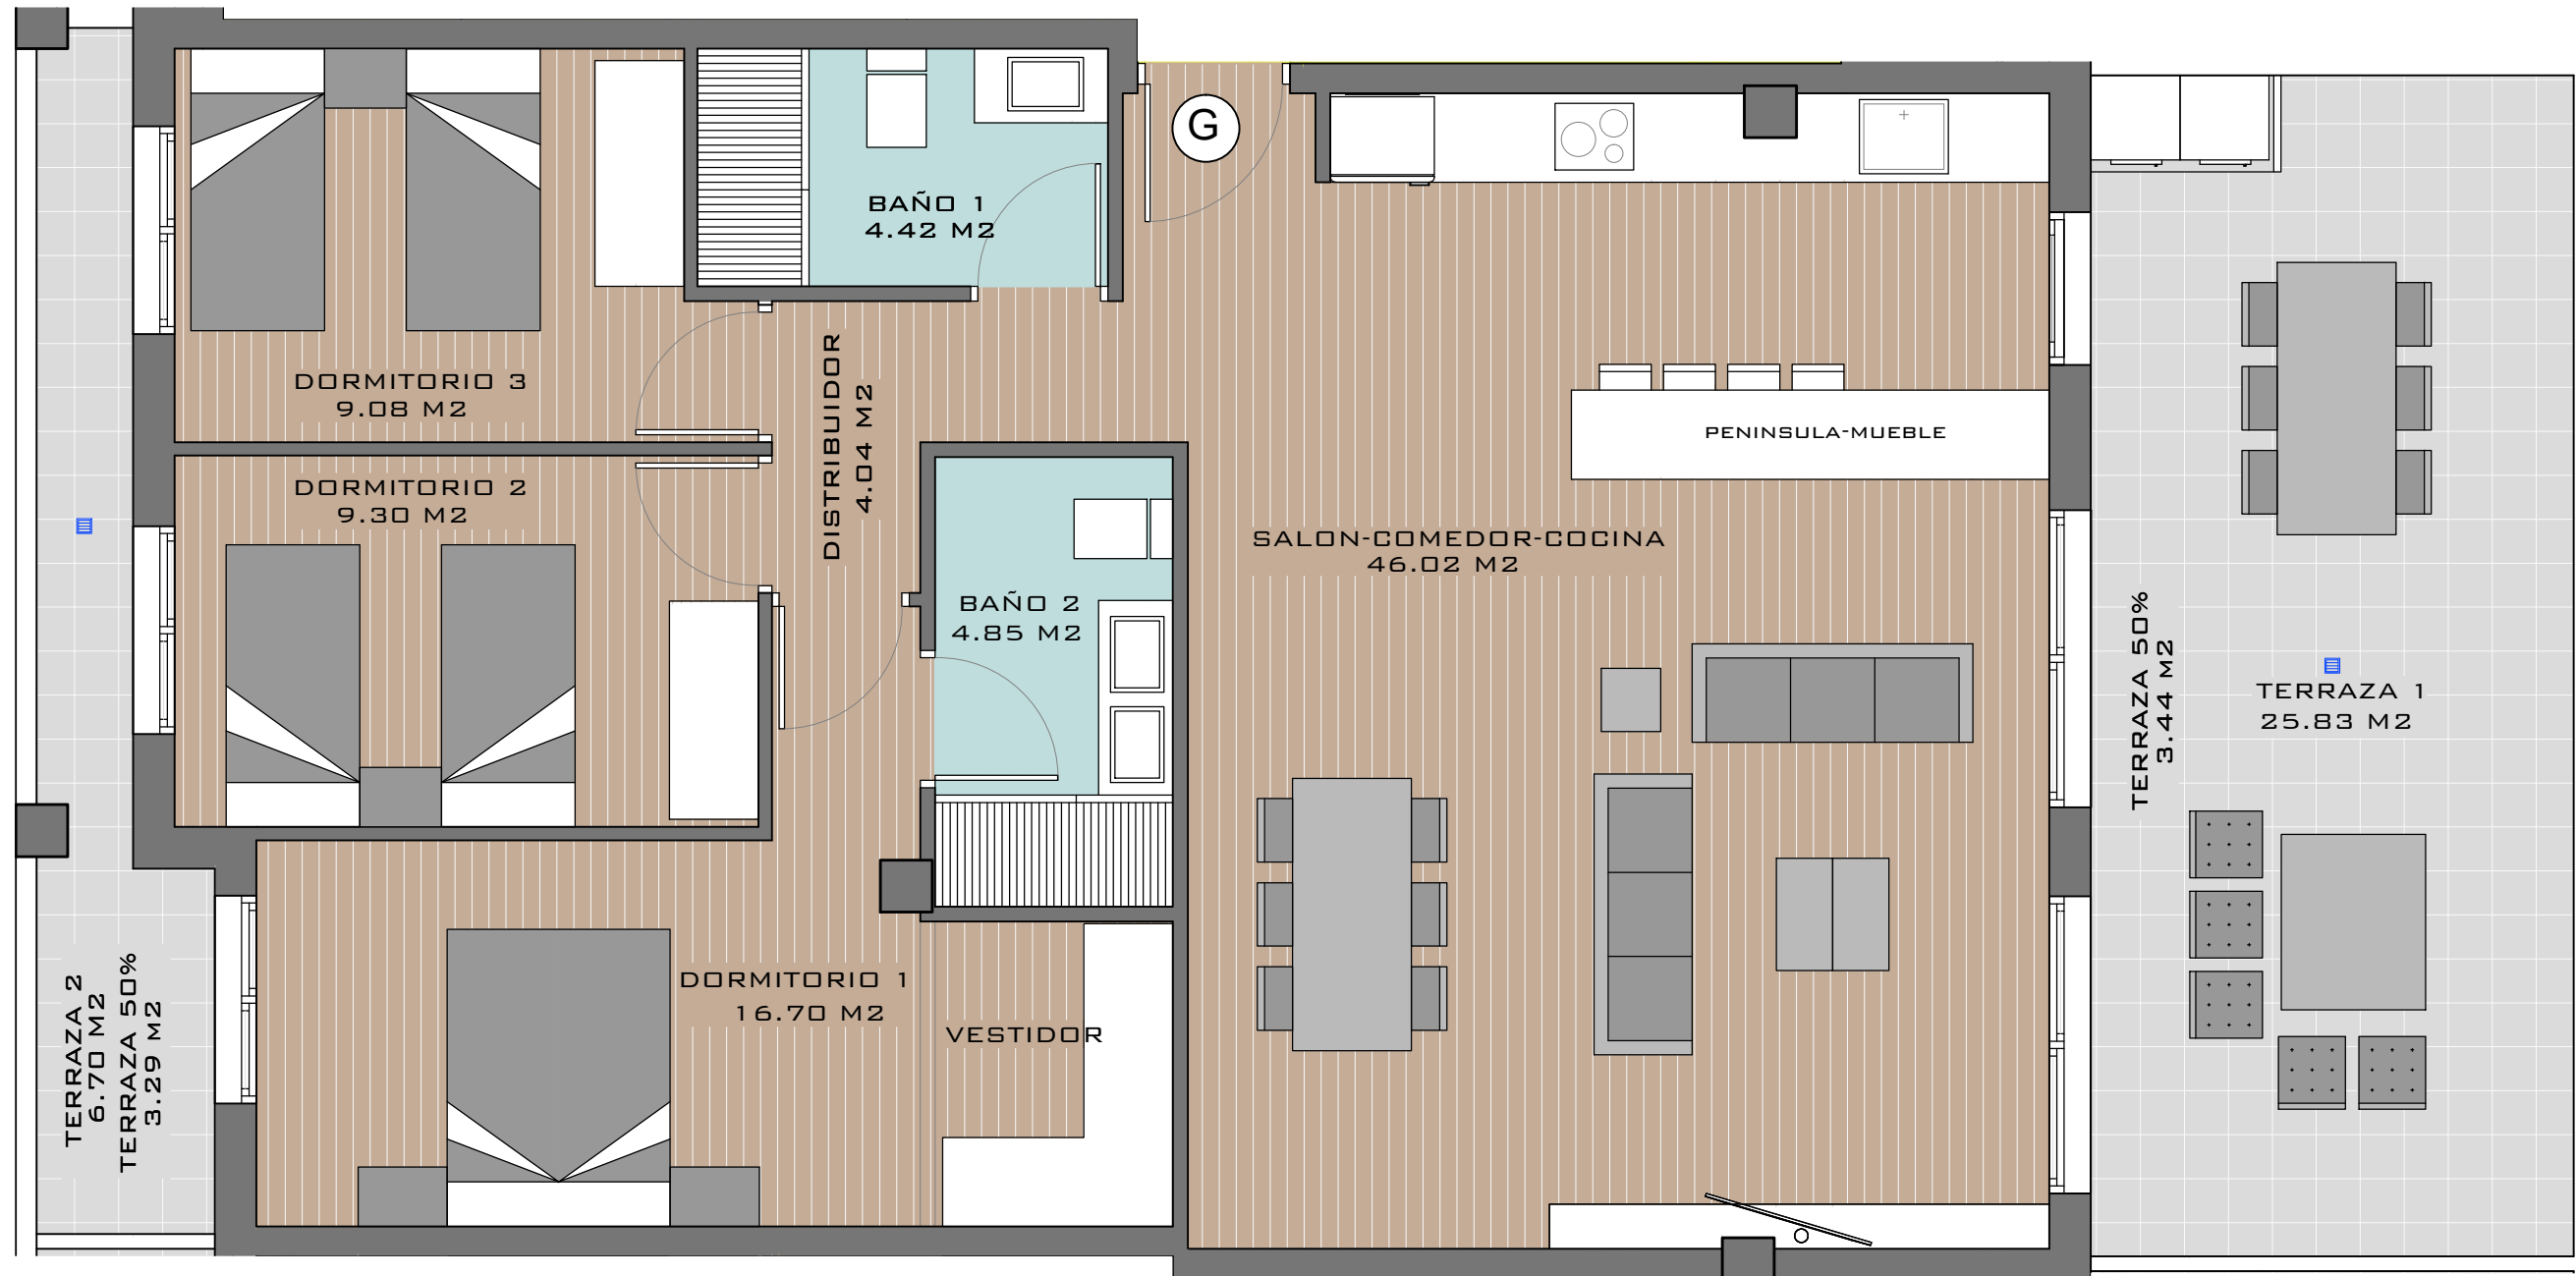 G
BAÑO 1
4.42 M2
DORMITORIO 3
9.08 M2
DISTRIBUIDOR
4.04 M2
PENINSULA-MUEBLE
DORMITORIO 2
9.30 M2
SALON-COMEDOR-COCINA
46.02 M2
BAÑO 2
4.85 M2
TERRAZA 50%
3.44 M2
TERRAZA 1
25.83 M2
DORMITORIO 1
16.70 M2
VESTIDOR
TERRAZA 2
6.70 M2
TERRAZA 50%
3.29 M2